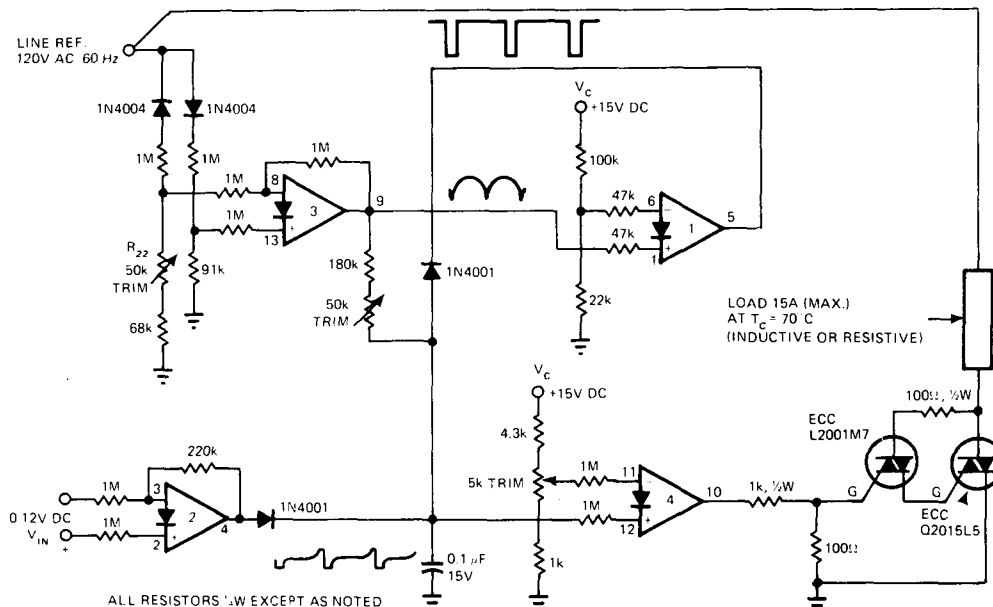 LINE REF.
120V AC 60 Hz
1N4004
1N4004
1M
1M
1M
1M
1M
8
13
3
9
R22
50k
TRIM
91k
68k
180k
50k
TRIM
1N4001
VC
+15V DC
100k
47k
47k
22k
6
1
1
5
LOAD 15A (MAX.)
AT TC = 70°C
(INDUCTIVE OR RESISTIVE)
VC
+15V DC
4.3k
5k TRIM
1k
1M
1M
11
12
4
10
1k, ½W
100Ω
100Ω, ½W
ECC
L2001M7
G
G
ECC
Q2015L5
220k
1M
1M
3
2
2
4
0 12V DC
VIN
+
1N4001
0.1 µF
15V
ALL RESISTORS ¼W EXCEPT AS NOTED